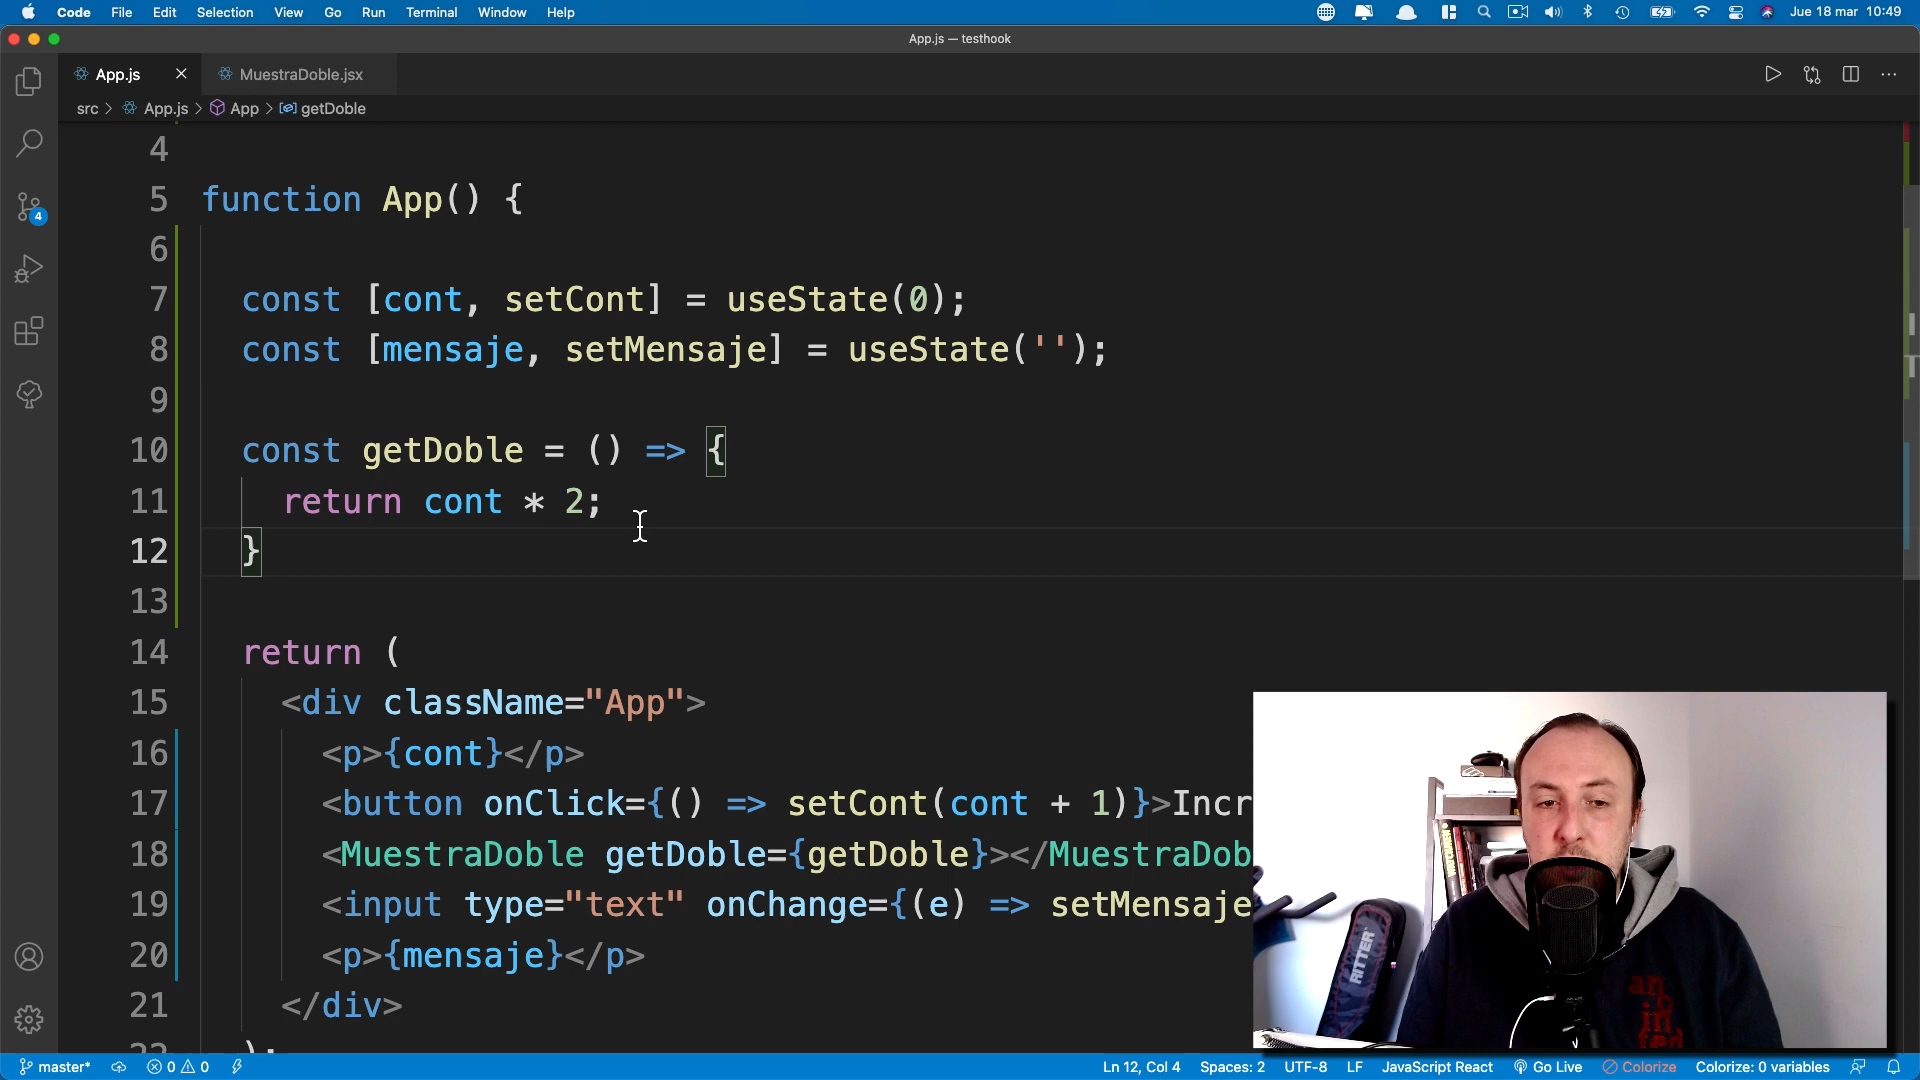 Code File Edit Selection View Go Run Terminal Window Help Jue 18 mar 10:49
App.js — testhook
App.js MuestraDoble.jsx
src > App.js > App > getDoble
4
5 function App() {
6
7 const [cont, setCont] = useState(0);
8 const [mensaje, setMensaje] = useState('');
9
10 const getDoble = () => {
11 return cont * 2;
12 }
13
14 return (
15 <div className="App">
16 <p>{cont}</p>
17 <button onClick={() => setCont(cont + 1)}>Incr
18 <MuestraDoble getDoble={getDoble}></MuestraDob
19 <input type="text" onChange={(e) => setMensaje
20 <p>{mensaje}</p>
21 </div>
22 );
4
RITTER
master* 0 0 Ln 12, Col 4 Spaces: 2 UTF-8 LF JavaScript React Go Live Colorize Colorize: 0 variables